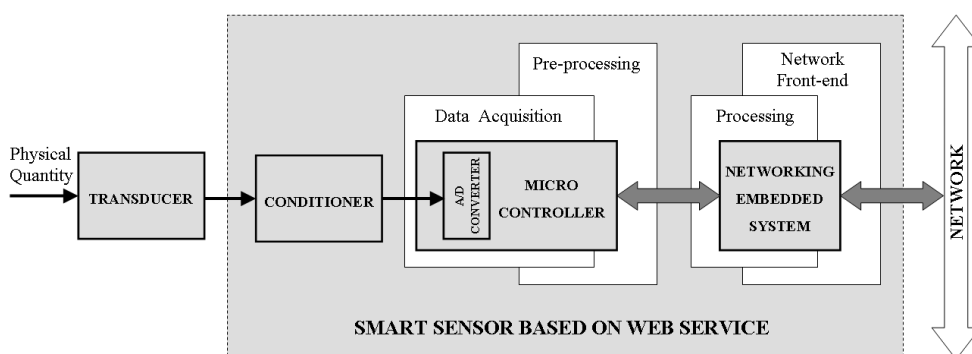 Physical
Quantity
TRANSDUCER
CONDITIONER
Pre-processing
Data Acquisition
A/D
CONVERTER
MICRO
CONTROLLER
Network
Front-end
Processing
NETWORKING
EMBEDDED
SYSTEM
NETWORK
SMART SENSOR BASED ON WEB SERVICE